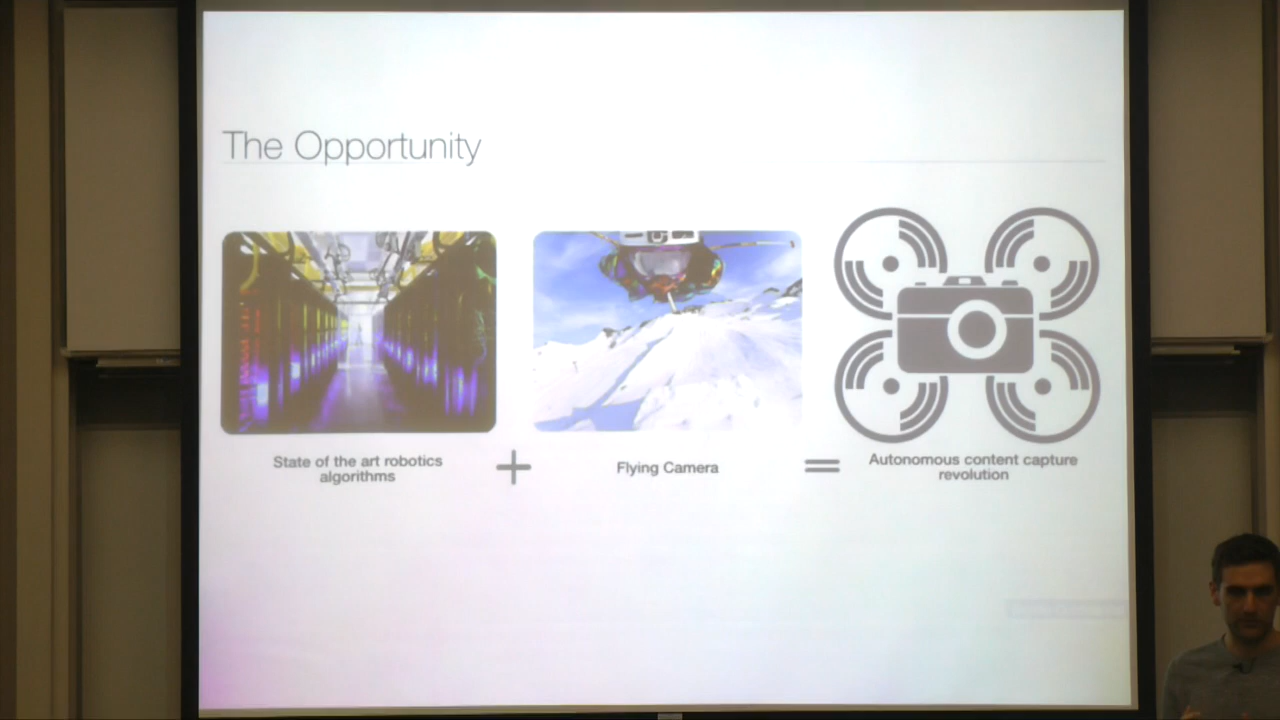 The Opportunity
State of the art robotics
algorithms
+
Flying Camera
=
Autonomous content capture
revolution